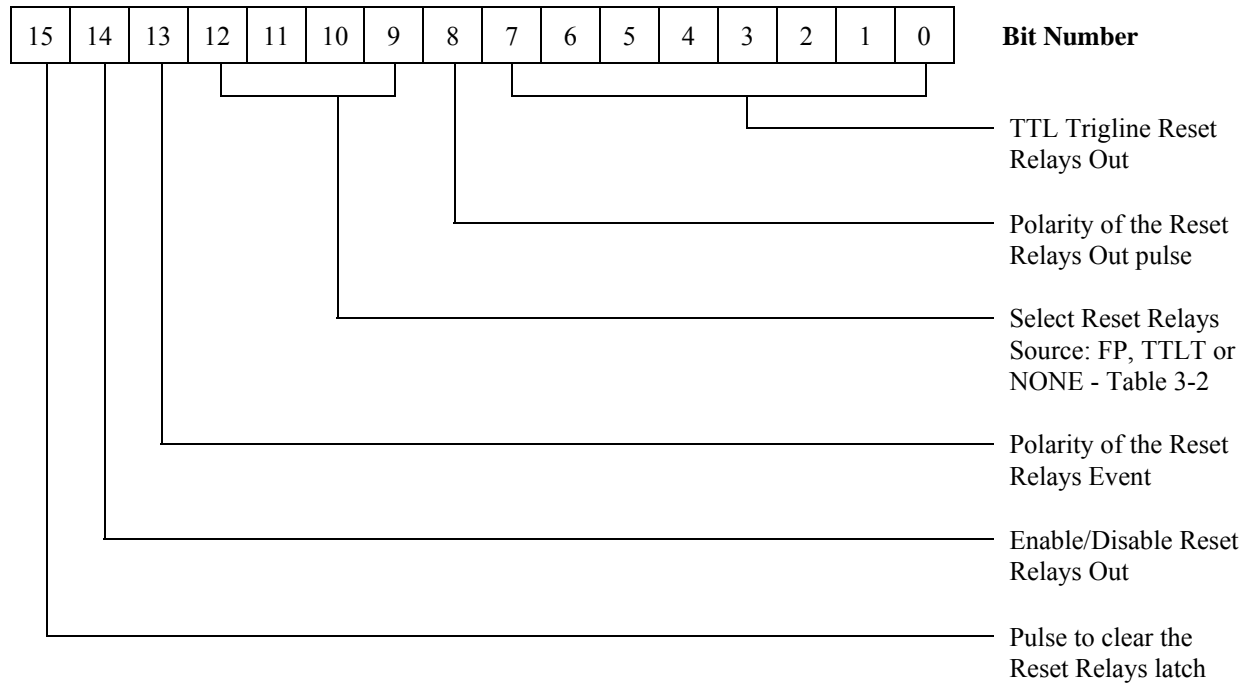 15 14 13 12 11 10 9 8 7 6 5 4 3 2 1 0 Bit Number
TTL Trigline Reset
Relays Out
Polarity of the Reset
Relays Out pulse
Select Reset Relays
Source: FP, TTLT or
NONE - Table 3-2
Polarity of the Reset
Relays Event
Enable/Disable Reset
Relays Out
Pulse to clear the
Reset Relays latch